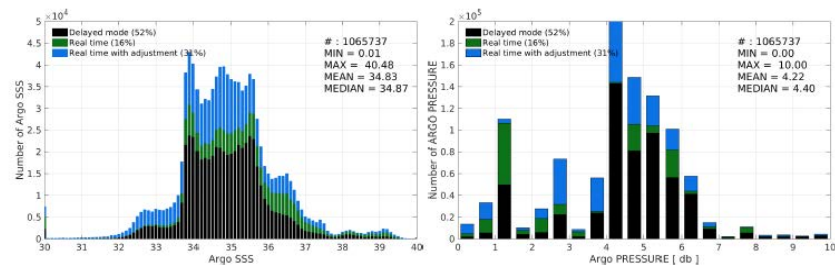 ×10⁴
5
4.5
4
3.5
3
2.5
2
1.5
1
0.5
0
Number of Argo SSS
Delayed mode (52%)
Real time (16%)
Real time with adjustment (31%)
# : 1065737
MIN = 0.01
MAX = 40.48
MEAN = 34.83
MEDIAN = 34.87
30 31 32 33 34 35 36 37 38 39 40
Argo SSS
×10⁵
2
1.8
1.6
1.4
1.2
1
0.8
0.6
0.4
0.2
0
Number of ARGO PRESSURE
Delayed mode (52%)
Real time (16%)
Real time with adjustment (31%)
# : 1065737
MIN = 0.00
MAX = 10.00
MEAN = 4.22
MEDIAN = 4.40
0 1 2 3 4 5 6 7 8 9 10
Argo PRESSURE [ db ]